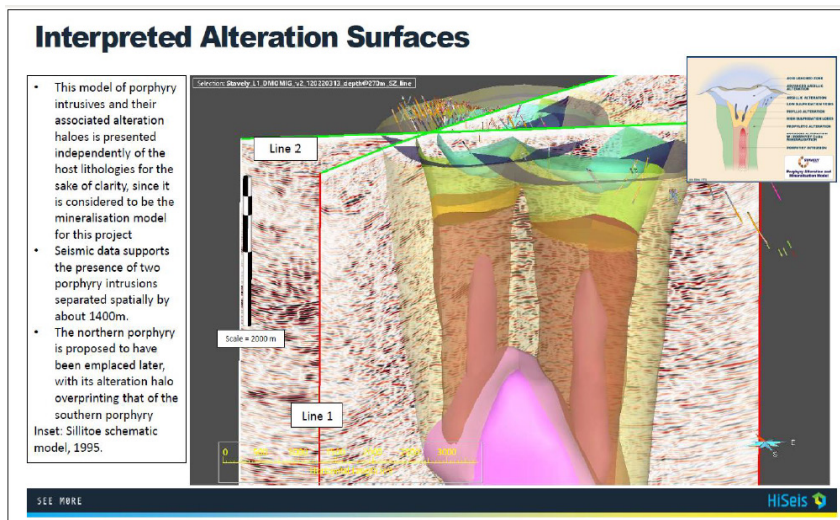 Interpreted Alteration Surfaces
• This model of porphyry
intrusives and their
associated alteration
haloes is presented
independently of the
host lithologies for the
sake of clarity, since it
is considered to be the
mineralisation model
for this project
• Seismic data supports
the presence of two
porphyry intrusions
separated spatially by
about 1400m.
• The northern porphyry
is proposed to have
been emplaced later,
with its alteration halo
overprinting that of the
southern porphyry
Inset: Sillitoe schematic
model, 1995.
Line 2
Scale = 2000 m
Line 1
0
3000
E
SEE MORE
HiSeis